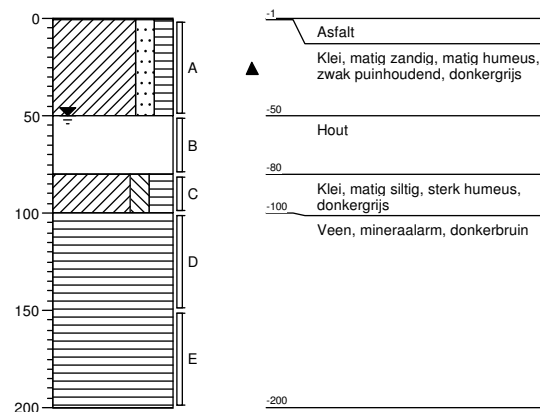 0
50
100
150
200
A
B
C
D
E
-1
Asfalt
Klei, matig zandig, matig humeus,
zwak puinhoudend, donkergrijs
-50
Hout
-80
Klei, matig siltig, sterk humeus,
donkergrijs
-100
Veen, mineraalarm, donkerbruin
-200